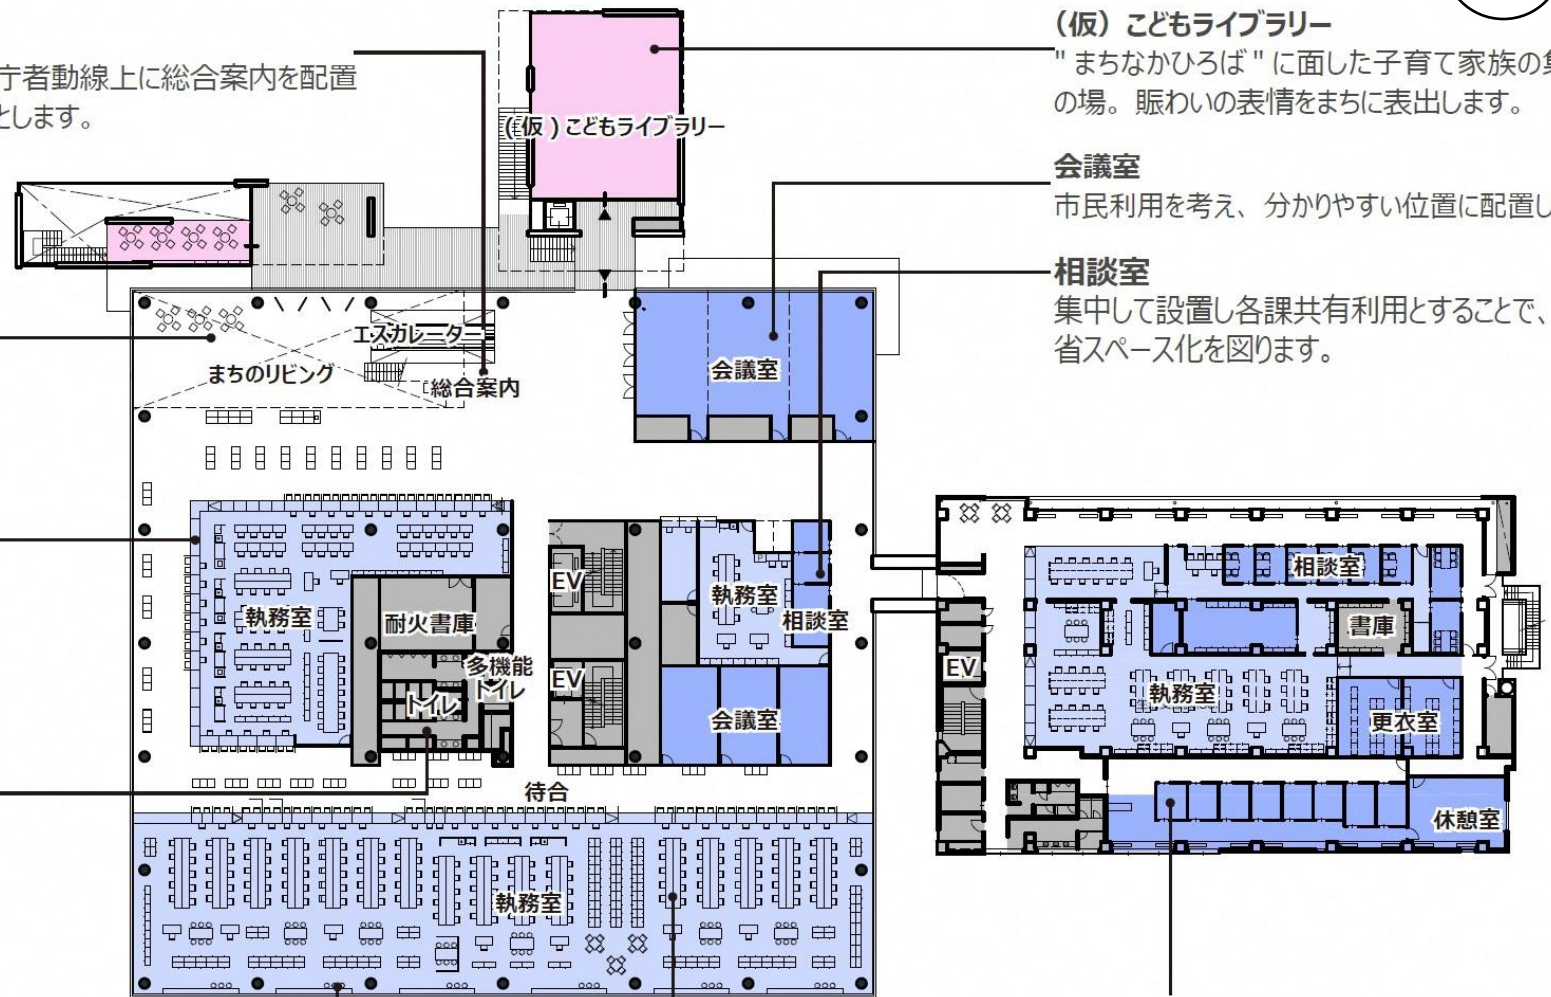 庁者動線上に総合案内を配置
とします。
(仮) こどもライブラリー
(仮) こどもライブラリー
" まちなかひろば " に面した子育て家族の集
の場。賑わいの表情をまちに表出します。
会議室
市民利用を考え、分かりやすい位置に配置し
相談室
集中して設置し各課共有利用とすることで、
省スペース化を図ります。
エスカレーター
まちのリビング
総合案内
会議室
執務室
耐火書庫
多機能
トイレ
トイレ
EV
EV
執務室
相談室
会議室
待合
執務室
相談室
書庫
EV
執務室
更衣室
休憩室